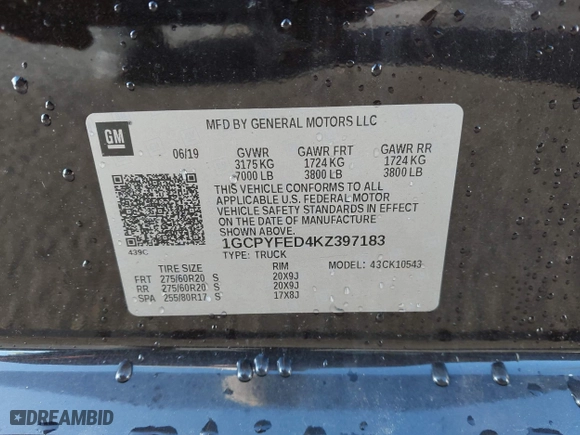 MFD BY GENERAL MOTORS LLC
GM
06/19 GVWR GAWR FRT GAWR RR
3175 KG 1724 KG 1724 KG
7000 LB 3800 LB 3800 LB
THIS VEHICLE CONFORMS TO ALL
APPLICABLE U.S. FEDERAL MOTOR
VEHICLE SAFETY STANDARDS IN EFFECT
ON THE DATE OF MANUFACTURE
SHOWN ABOVE.
439C
1GCPYFED4KZ397183
TYPE: TRUCK MODEL: 43CK10543
TIRE SIZE RIM
FRT 275/60R20 S 20X9J
RR 275/60R20 S 20X9J
SPA 255/80R17 S 17X8J
DREAMBID